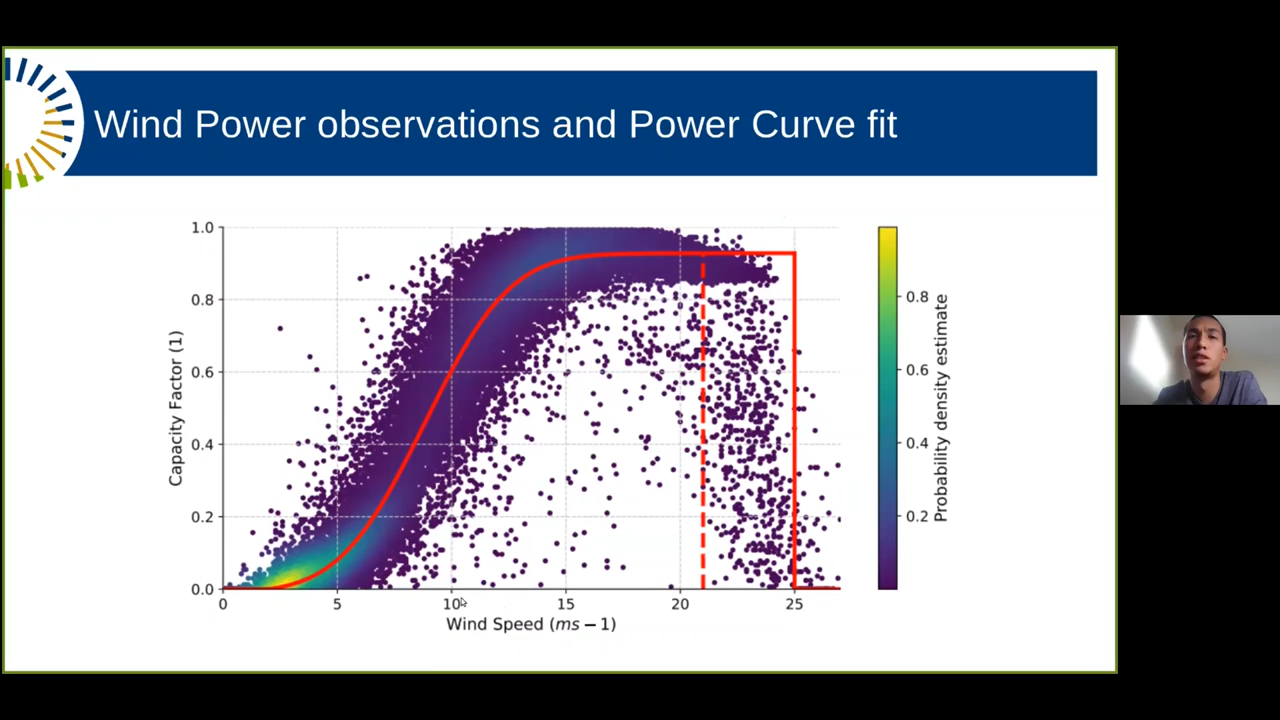 Wind Power observations and Power Curve fit
1.0
0.8
0.6
0.4
0.2
0.0
Capacity Factor (1)
0 5 10 15 20 25
Wind Speed (ms − 1)
0.8
0.6
0.4
0.2
Probability density estimate